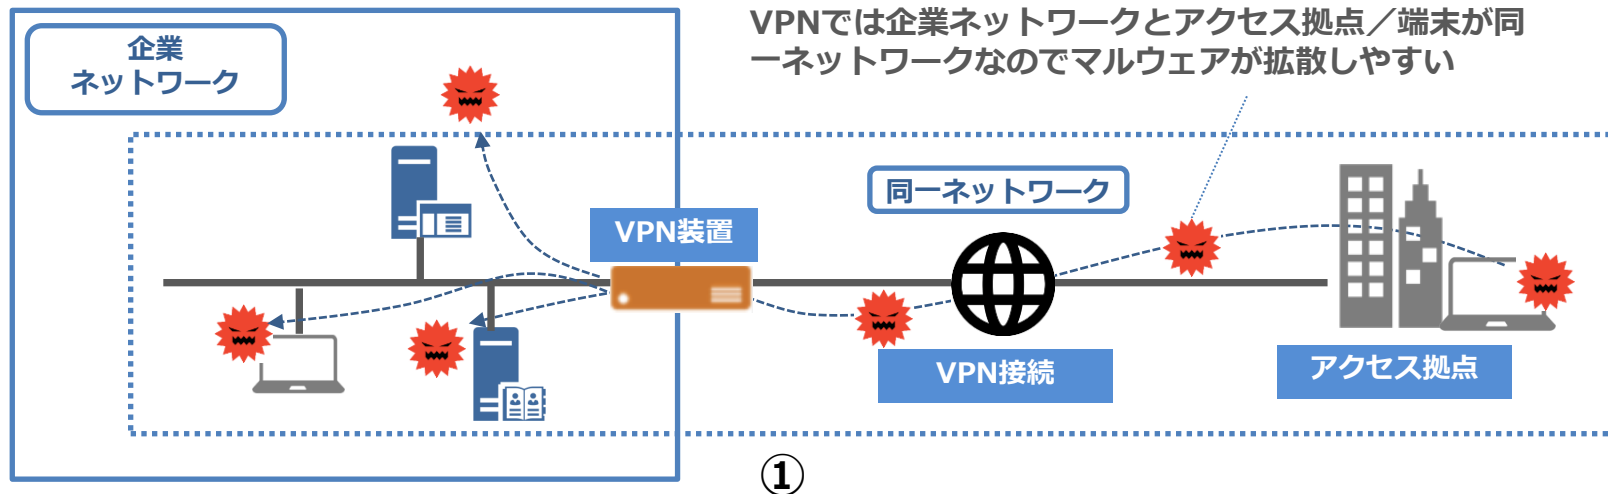 VPNでは企業ネットワークとアクセス拠点／端末が同
一ネットワークなのでマルウェアが拡散しやすい
企業
ネットワーク
同一ネットワーク
VPN装置
VPN接続
アクセス拠点
①